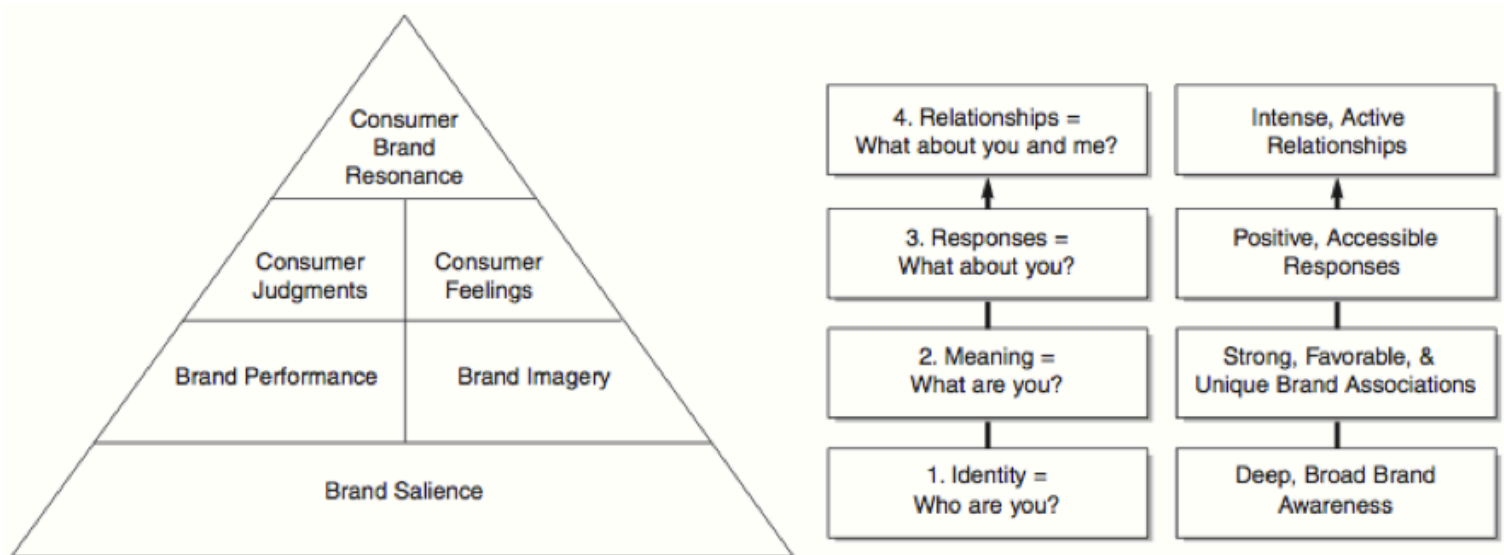 Consumer
Brand
Resonance
Consumer
Judgments
Consumer
Feelings
Brand Performance
Brand Imagery
Brand Salience
4. Relationships =
What about you and me?
Intense, Active
Relationships
3. Responses =
What about you?
Positive, Accessible
Responses
2. Meaning =
What are you?
Strong, Favorable, &
Unique Brand Associations
1. Identity =
Who are you?
Deep, Broad Brand
Awareness